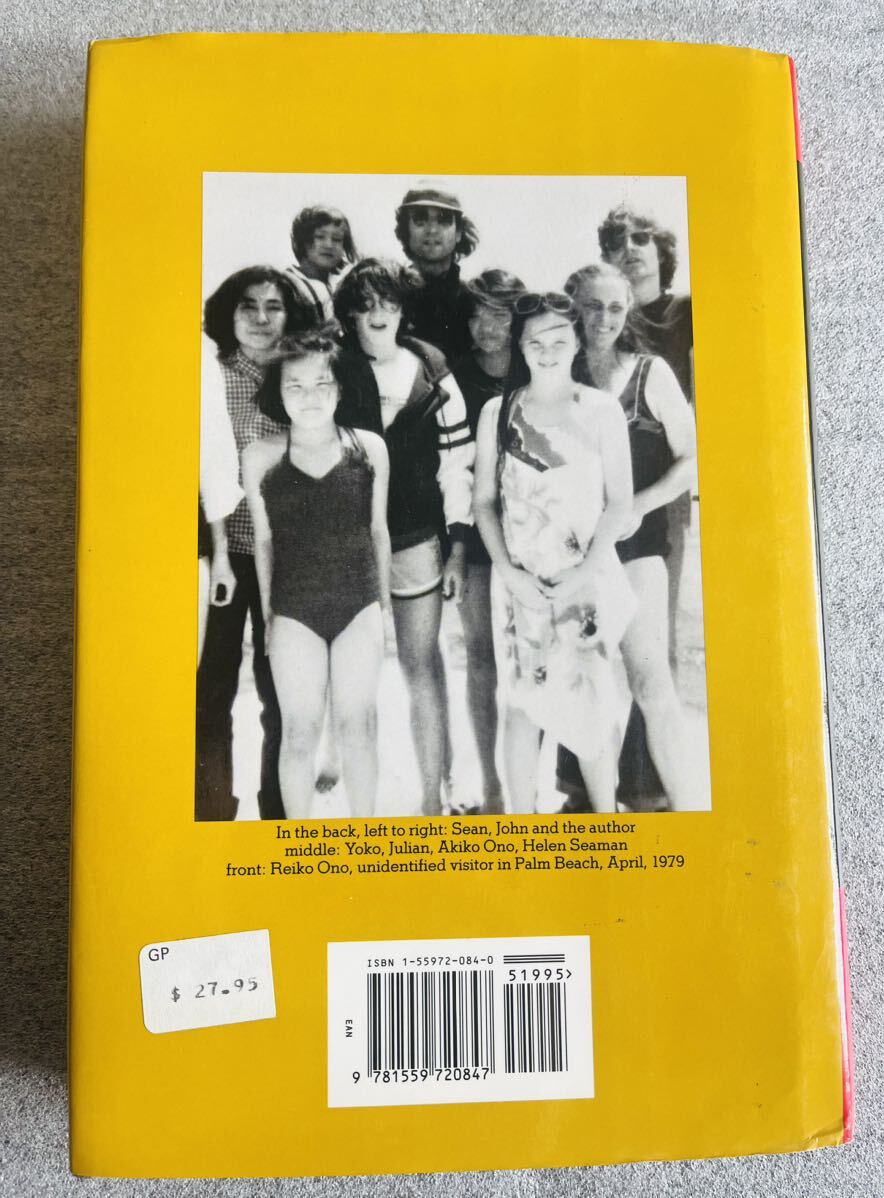 In the back, left to right: Sean, John and the author
middle: Yoko, Julian, Akiko Ono, Helen Seaman
front: Reiko Ono, unidentified visitor in Palm Beach, April, 1979
GP
$ 27.95
ISBN 1-55972-084-0
51995>
EAN
9 781559 720847